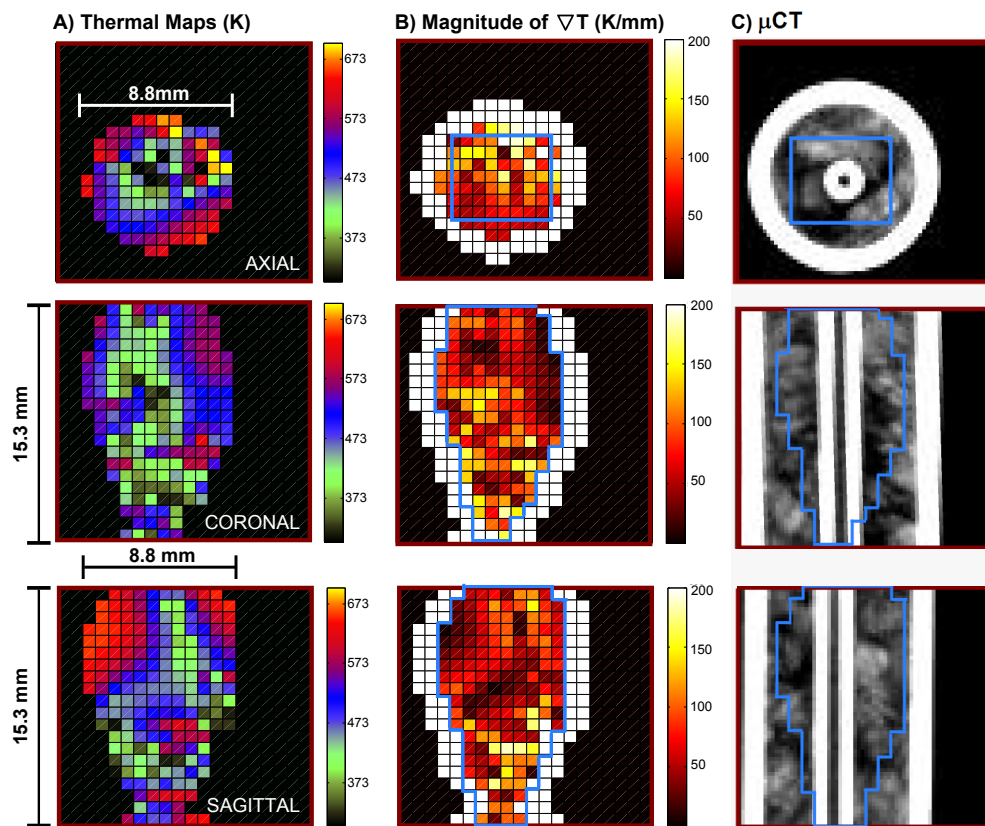 A) Thermal Maps (K)
B) Magnitude of ∇T (K/mm)
C) μCT
8.8mm
673
573
473
373
AXIAL
200
150
100
50
15.3 mm
673
573
473
373
CORONAL
200
150
100
50
8.8 mm
15.3 mm
673
573
473
373
SAGITTAL
200
150
100
50